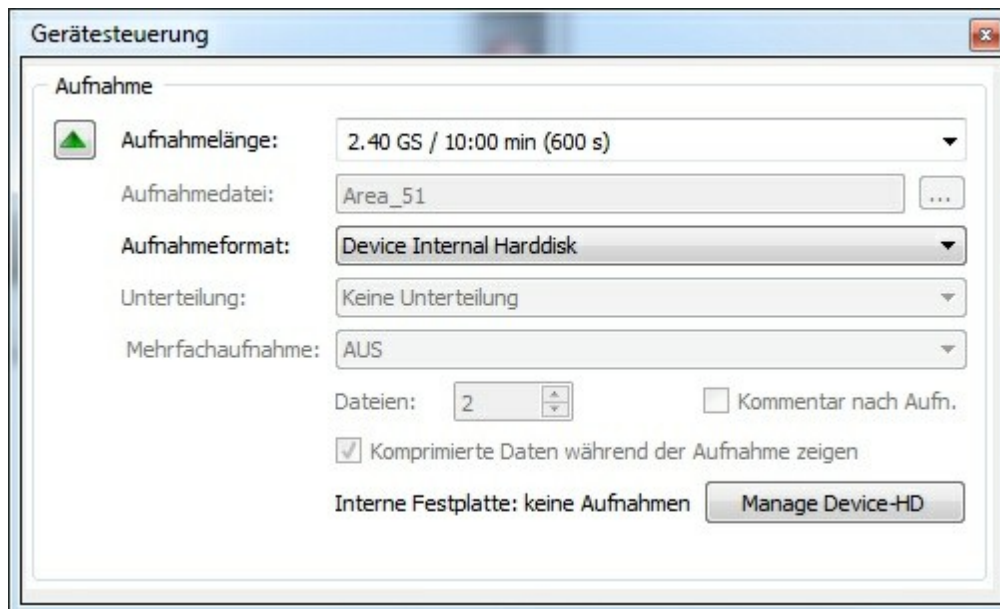 Gerätesteuerung
Aufnahme
Aufnahmelänge: 2.40 GS / 10:00 min (600 s)
Aufnahmedatei: Area_51 ...
Aufnahmeformat: Device Internal Harddisk
Unterteilung: Keine Unterteilung
Mehrfachaufnahme: AUS
Dateien: 2 Kommentar nach Aufn.
Komprimierte Daten während der Aufnahme zeigen
Interne Festplatte: keine Aufnahmen Manage Device-HD